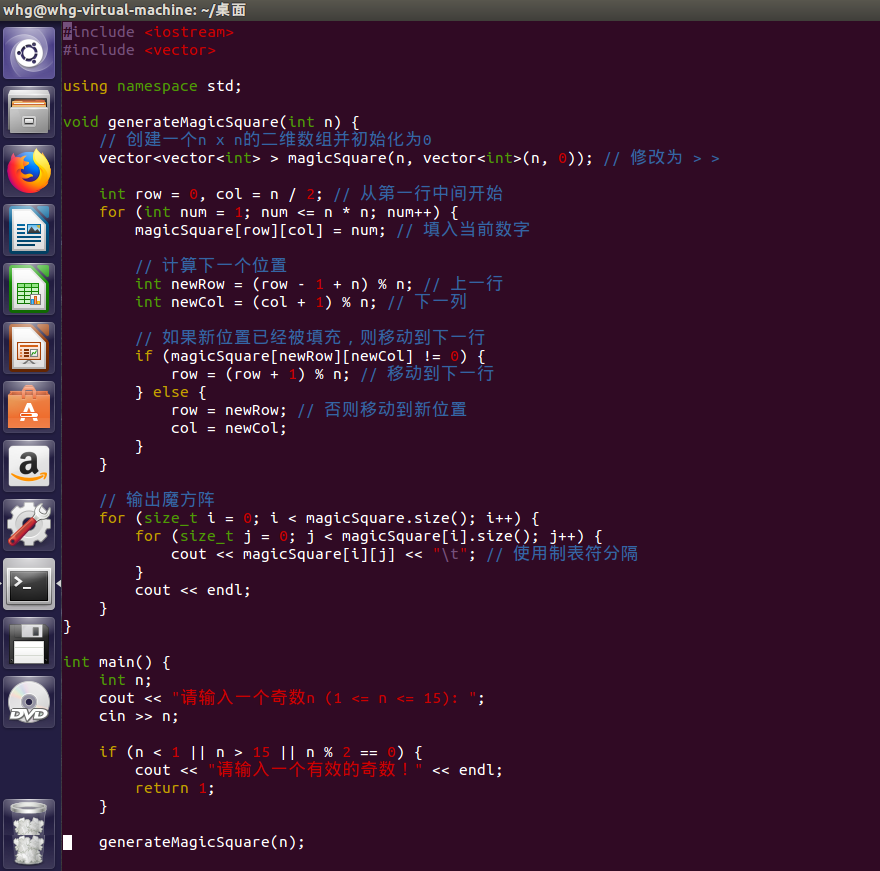 whg@whg-virtual-machine: ~/桌面
#include <iostream>
#include <vector>
using namespace std;
void generateMagicSquare(int n) {
// 创建一个n x n的二维数组并初始化为0
vector<vector<int> > magicSquare(n, vector<int>(n, 0)); // 修改为 > >
int row = 0, col = n / 2; // 从第一行中间开始
for (int num = 1; num <= n * n; num++) {
magicSquare[row][col] = num; // 填入当前数字
// 计算下一个位置
int newRow = (row - 1 + n) % n; // 上一行
int newCol = (col + 1) % n; // 下一列
// 如果新位置已经被填充，则移动到下一行
if (magicSquare[newRow][newCol] != 0) {
row = (row + 1) % n; // 移动到下一行
} else {
row = newRow; // 否则移动到新位置
col = newCol;
}
}
// 输出魔方阵
for (size_t i = 0; i < magicSquare.size(); i++) {
for (size_t j = 0; j < magicSquare[i].size(); j++) {
cout << magicSquare[i][j] << "\t"; // 使用制表符分隔
}
cout << endl;
}
}
int main() {
int n;
cout << "请输入一个奇数n (1 <= n <= 15): ";
cin >> n;
if (n < 1 || n > 15 || n % 2 == 0) {
cout << "请输入一个有效的奇数！" << endl;
return 1;
}
generateMagicSquare(n);
A
a
>_
DVD